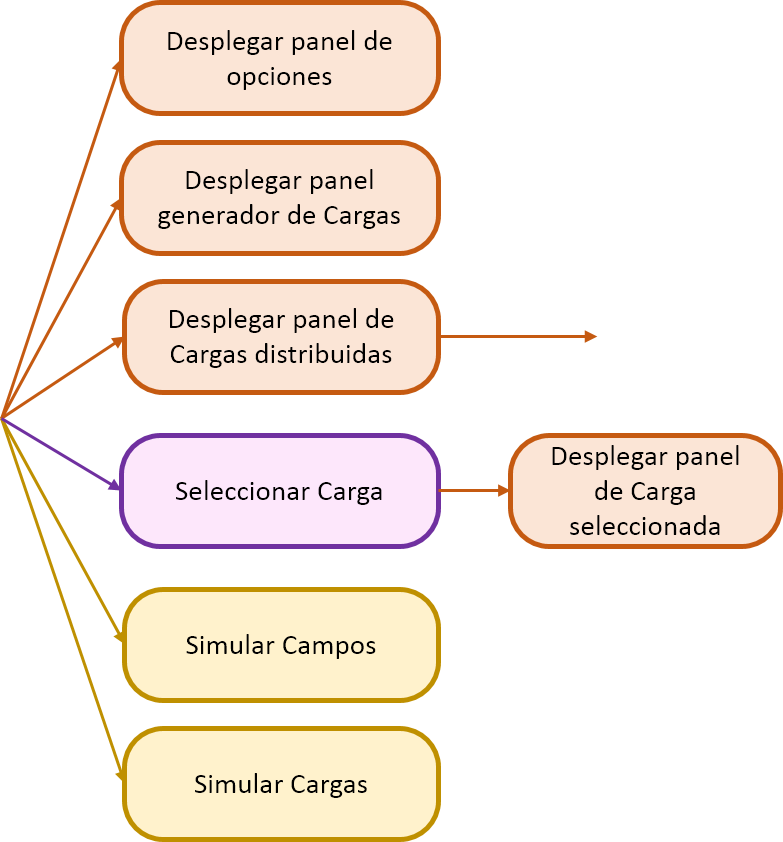 Desplegar panel de
opciones
Desplegar panel
generador de Cargas
Desplegar panel de
Cargas distribuidas
Seleccionar Carga
Desplegar panel
de Carga
seleccionada
Simular Campos
Simular Cargas